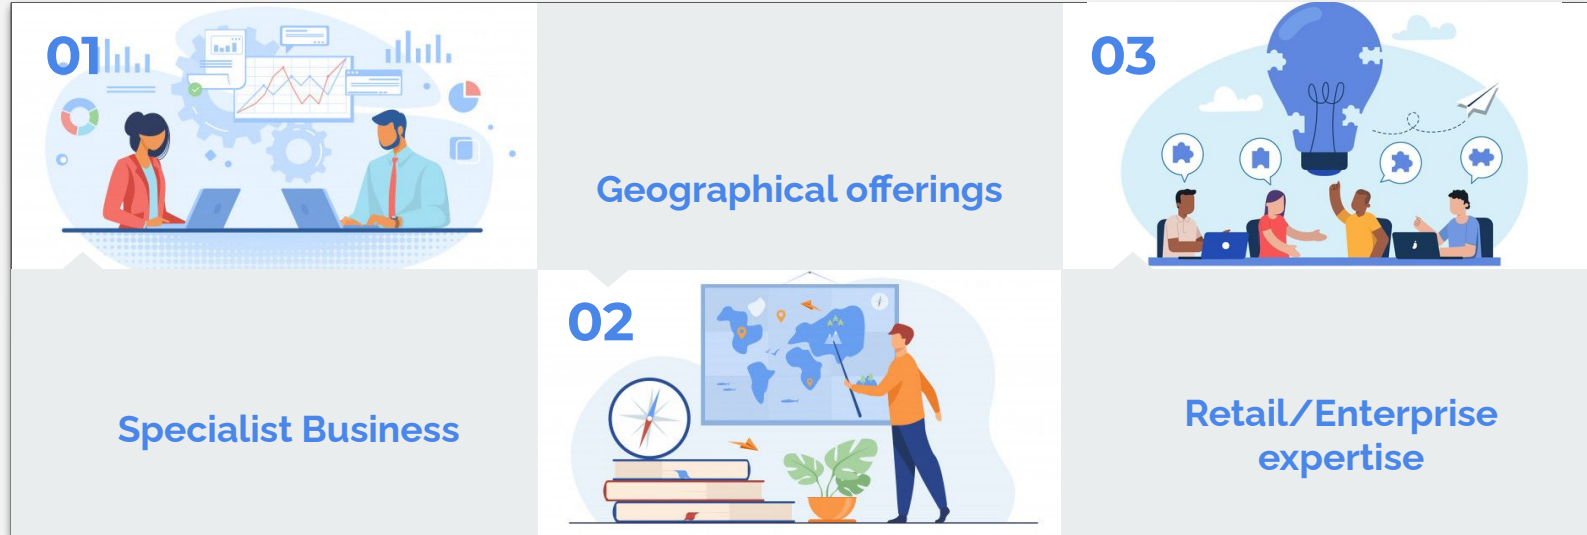 01
Specialist Business
Geographical offerings
02
03
Retail/Enterprise
expertise